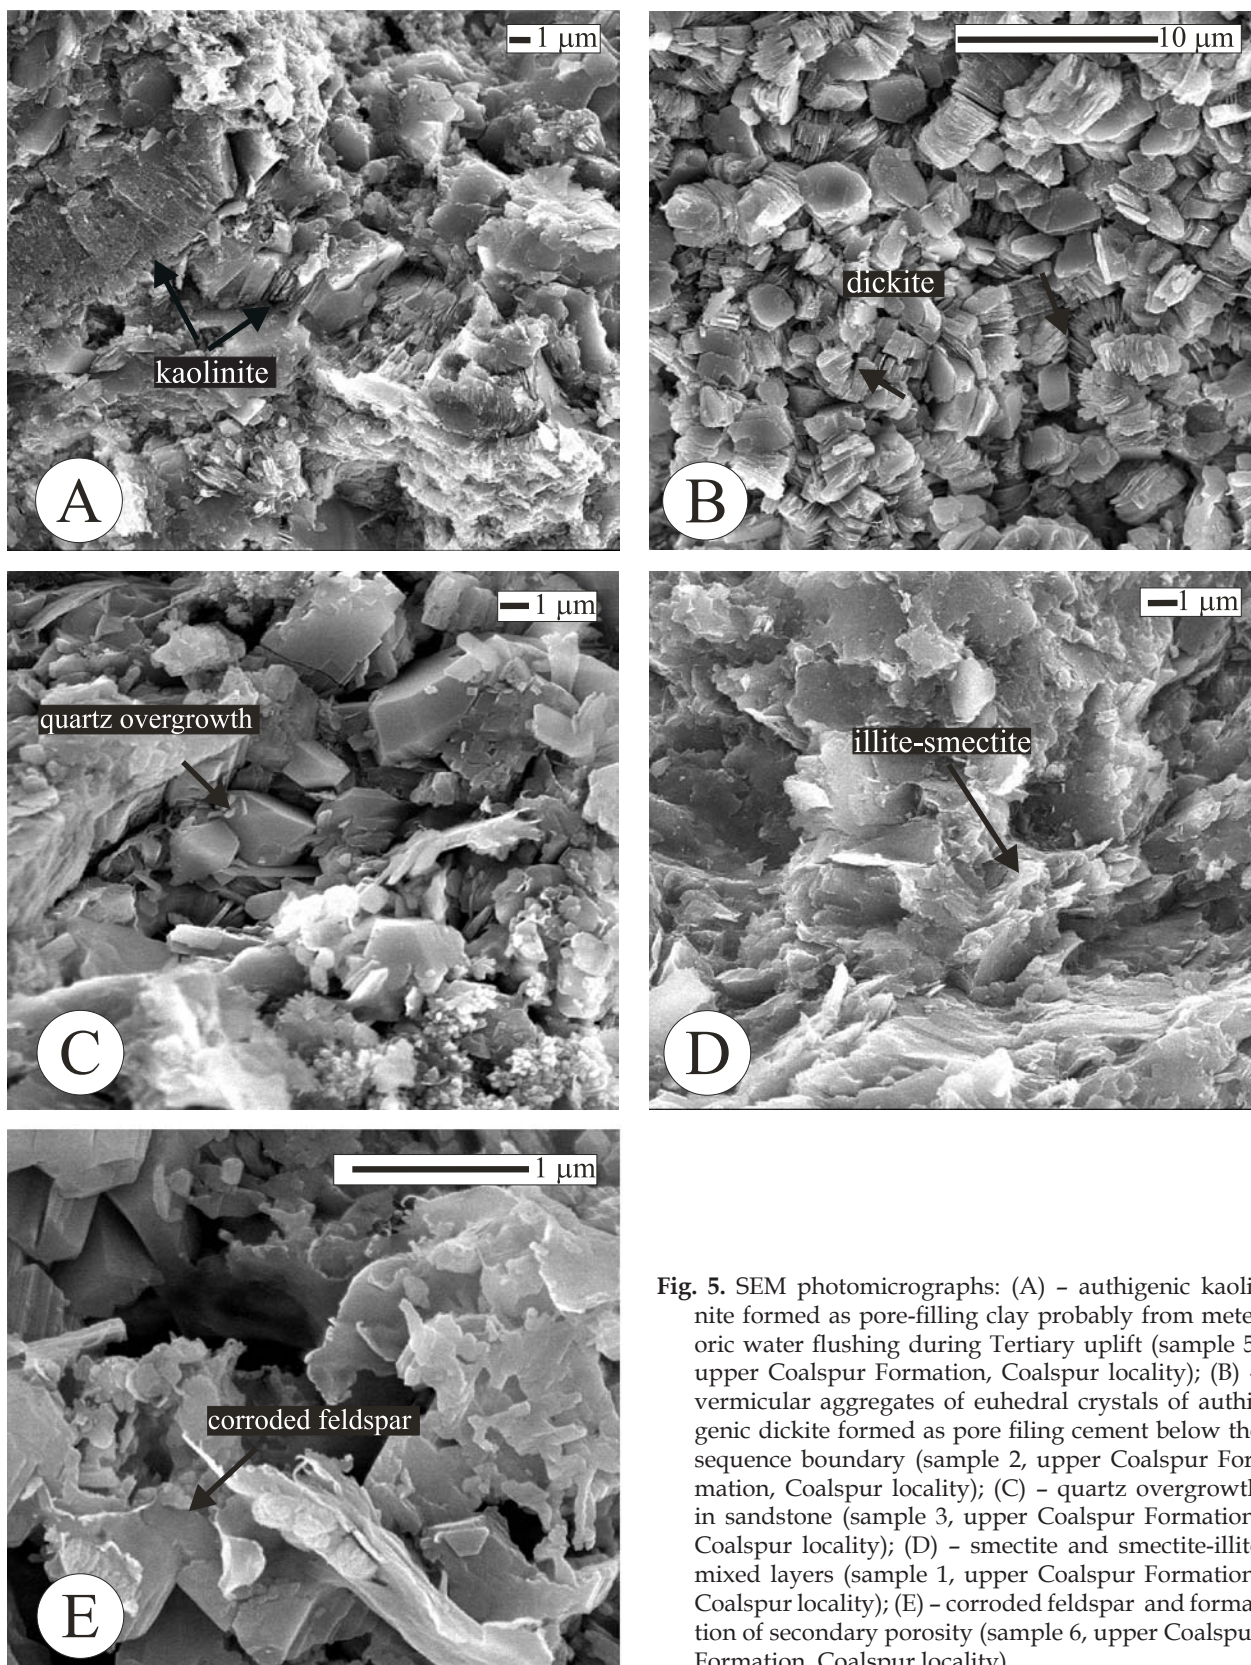 1 µm
10 µm
kaolinite
dickite
A
B
1 µm
1 µm
quartz overgrowth
illite-smectite
C
D
1 µm
corroded feldspar
E
Fig. 5. SEM photomicrographs: (A) – authigenic kaoli
nite formed as pore-filling clay probably from mete
oric water flushing during Tertiary uplift (sample 5
upper Coalspur Formation, Coalspur locality); (B) –
vermicular aggregates of euhedral crystals of authi
genic dickite formed as pore filing cement below the
sequence boundary (sample 2, upper Coalspur For
mation, Coalspur locality); (C) – quartz overgrowth
in sandstone (sample 3, upper Coalspur Formation
Coalspur locality); (D) – smectite and smectite-illite
mixed layers (sample 1, upper Coalspur Formation
Coalspur locality); (E) – corroded feldspar and forma
tion of secondary porosity (sample 6, upper Coalspu
Formation, Coalspur locality)